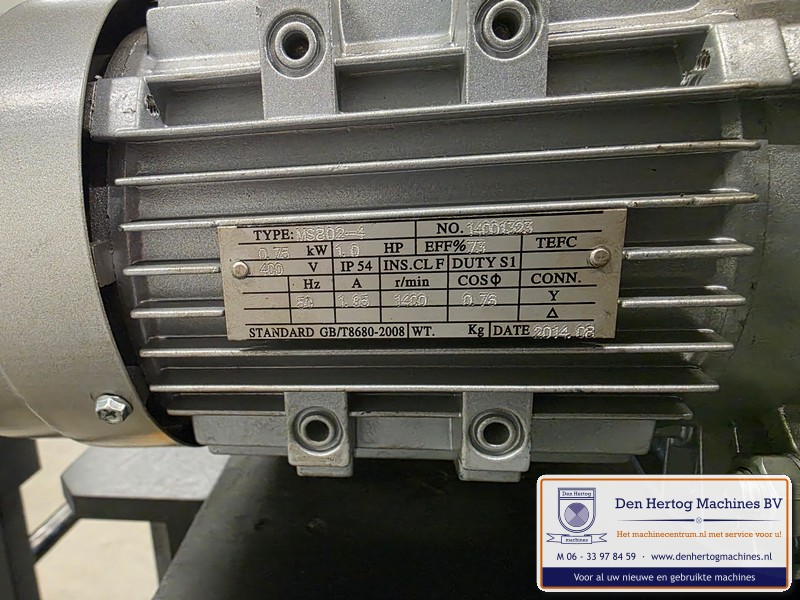 TYPE: MS802-4 NO. 14001323
0.75 kW 1.0 HP EFF% 73 TEFC
400 V IP 54 INS.CL F DUTY S1
Hz A r/min COSΦ CONN.
50 1.95 1400 0.76 Y
Δ
STANDARD GB/T8680-2008 WT. Kg DATE 2014.08
Den Hertog
machines
Den Hertog Machines BV
Het machinecentrum.nl met service voor u!
M 06 - 33 97 84 59 · www.denhertogmachines.nl
Voor al uw nieuwe en gebruikte machines